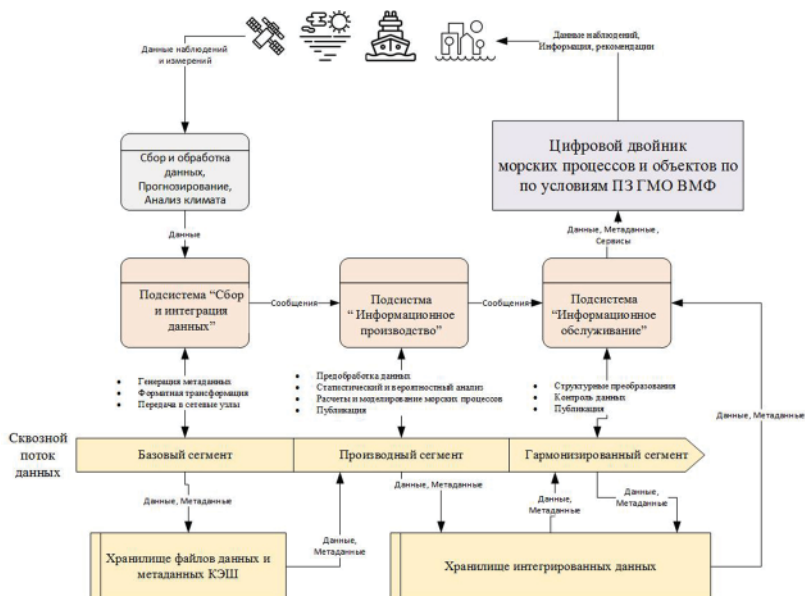 Данные наблюдений
и измерений
Данные наблюдений,
Информация, рекомендации
Сбор и обработка
данных,
Прогнозирование,
Анализ климата
Цифровой двойник
морских процессов и объектов по
по условиям ПЗ ГМО ВМФ
Данные
Данные, Метаданные,
Сервисы
Подсистема “Сбор
и интеграция
данных”
Сообщения
Подсистма
“ Информационное
производство”
Сообщения
Подсистема
“Информационное
обслуживание”
• Генерация метаданных
• Форматная трансформация
• Передача в сетевые узлы
• Предобработка данных
• Статистический и вероятностный анализ
• Расчеты и моделирование морских процессов
• Публикация
• Структурные преобразования
• Контроль данных
• Публикация
Данные, Метаданные
Сквозной
поток
данных
Базовый сегмент
Производный сегмент
Гармонизированный сегмент
Данные, Метаданные
Данные, Метаданные
Данные,
Метаданные
Данные,
Метаданные
Данные,
Метаданные
Хранилище файлов данных и
метаданных КЭШ
Хранилище интегрированных данных